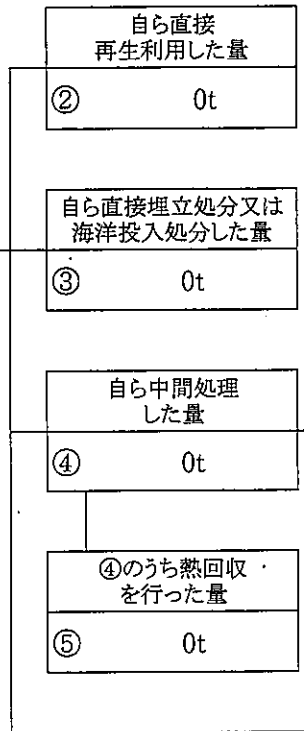 自ら直接
再生利用した量
② 0t
自ら直接埋立処分又は
海洋投入処分した量
③ 0t
自ら中間処理
した量
④ 0t
④のうち熱回収
を行った量
⑤ 0t